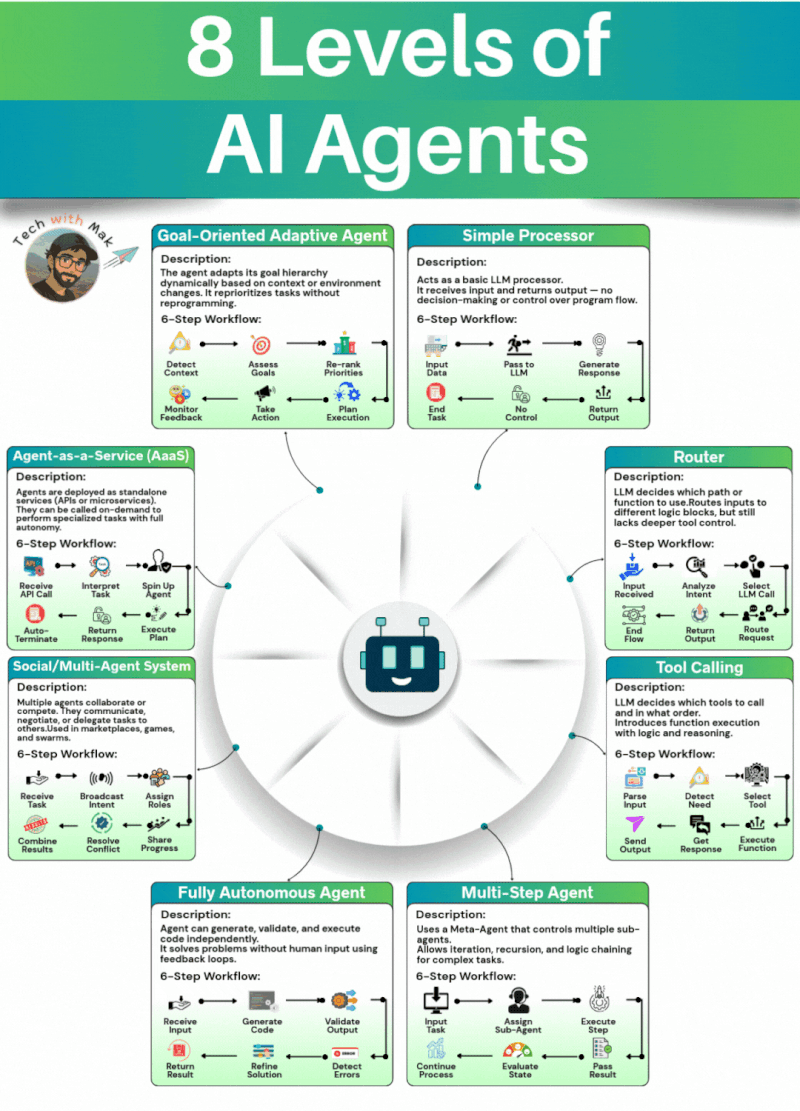 8 Levels of
AI Agents
Tech with Mak
Goal-Oriented Adaptive Agent
Description:
The agent adapts its goal hierarchy
dynamically based on context or environment
changes. It reprioritizes tasks without
reprogramming.
6-Step Workflow:
Detect
Context
Assess
Goals
Re-rank
Priorities
Monitor
Feedback
Take
Action
Plan
Execution
Simple Processor
Description:
Acts as a basic LLM processor.
It receives input and returns output — no
decision-making or control over program flow.
6-Step Workflow:
Input
Data
Pass to
LLM
Generate
Response
End
Task
No
Control
Return
Output
Agent-as-a-Service (AaaS)
Description:
Agents are deployed as standalone
services (APIs or microservices).
They can be called on-demand to
perform specialized tasks with full
autonomy.
6-Step Workflow:
API
Receive
API Call
Interpret
Task
Spin Up
Agent
Auto-
Terminate
Return
Response
Execute
Plan
Router
Description:
LLM decides which path or
function to use.Routes inputs to
different logic blocks, but still
lacks deeper tool control.
6-Step Workflow:
Input
Received
Analyze
Intent
Select
LLM Call
End
Flow
Return
Output
Route
Request
Social/Multi-Agent System
Description:
Multiple agents collaborate or
compete. They communicate,
negotiate, or delegate tasks to
others.Used in marketplaces, games,
and swarms.
6-Step Workflow:
Receive
Task
Broadcast
Intent
Assign
Roles
Combine
Results
Resolve
Conflict
Share
Progress
Tool Calling
Description:
LLM decides which tools to call
and in what order.
Introduces function execution
with logic and reasoning.
6-Step Workflow:
Parse
Input
Detect
Need
Select
Tool
Send
Output
Get
Response
Execute
Function
Fully Autonomous Agent
Description:
Agent can generate, validate, and execute
code independently.
It solves problems without human input using
feedback loops.
6-Step Workflow:
Receive
Input
Generate
Code
Validate
Output
Return
Result
Refine
Solution
ERROR
Detect
Errors
Multi-Step Agent
Description:
Uses a Meta-Agent that controls multiple sub-
agents.
Allows iteration, recursion, and logic chaining
for complex tasks.
6-Step Workflow:
Input
Task
Assign
Sub-Agent
Execute
Step
Continue
Process
Evaluate
State
Pass
Result